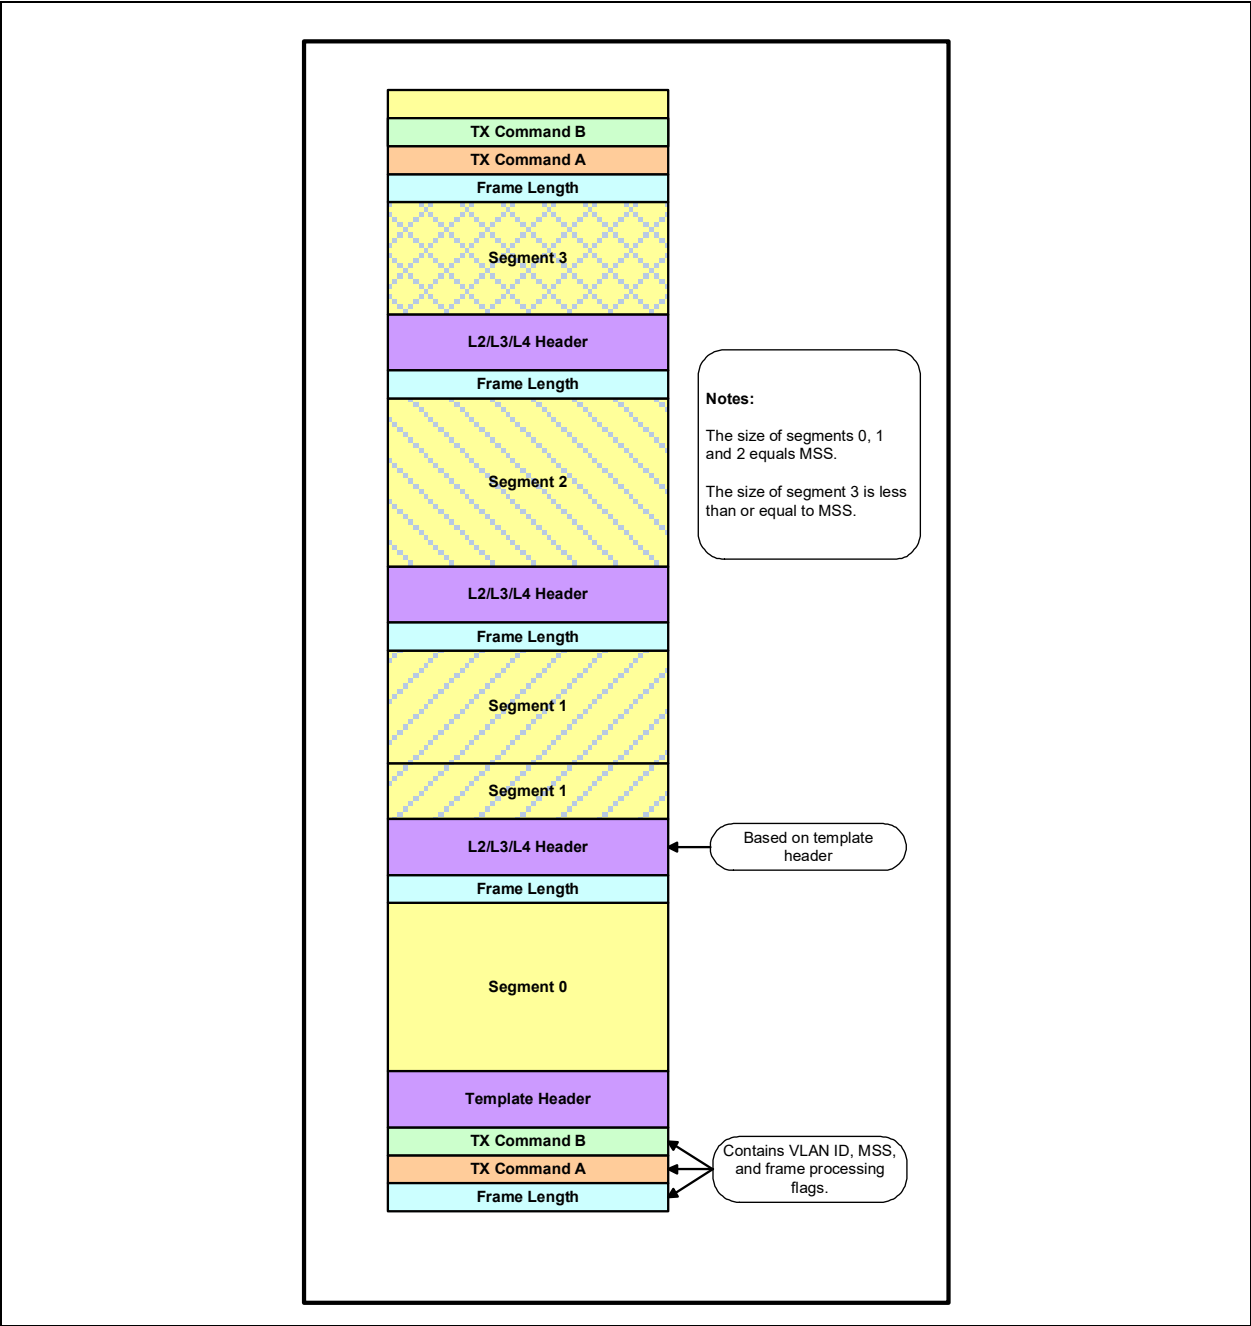 TX Command B
TX Command A
Frame Length
Segment 3
L2/L3/L4 Header
Frame Length
Notes:
The size of segments 0, 1
and 2 equals MSS.
The size of segment 3 is less
than or equal to MSS.
Segment 2
L2/L3/L4 Header
Frame Length
Segment 1
Segment 1
L2/L3/L4 Header
Based on template
header
Frame Length
Segment 0
Template Header
TX Command B
TX Command A
Frame Length
Contains VLAN ID, MSS,
and frame processing
flags.